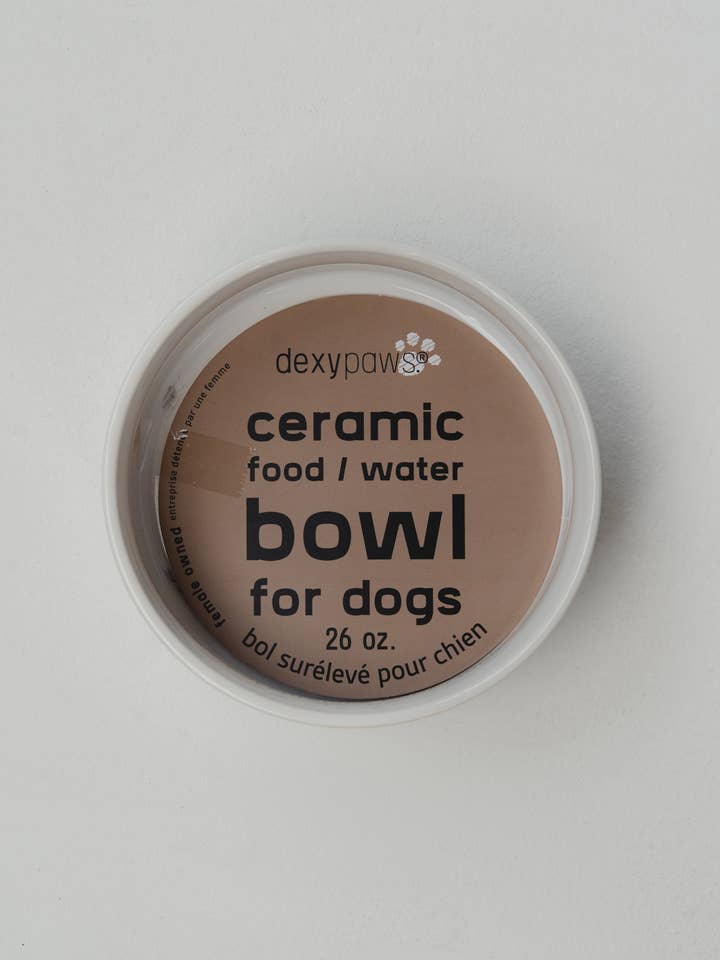 dexypaws.®
ceramic
food / water
bowl
for dogs
26 oz.
bol surélevé pour chien
female owned entreprisa détenue par une femme